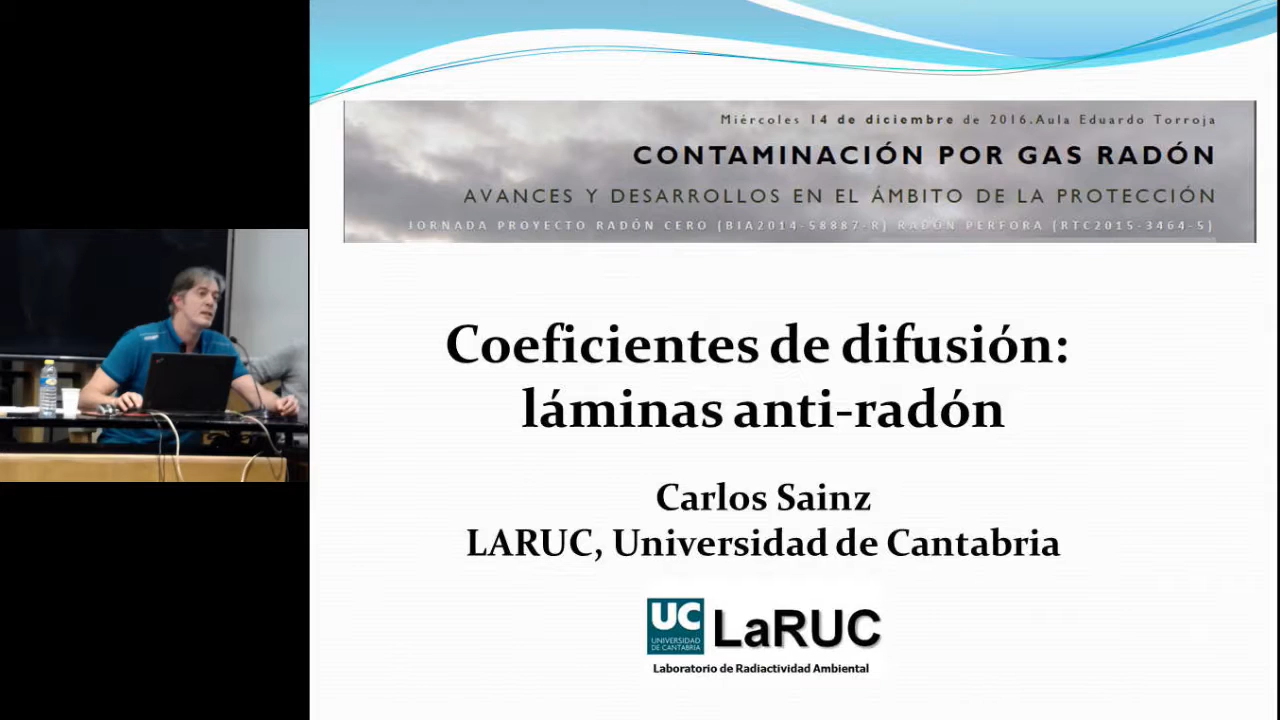 Miércoles 14 de diciembre de 2016.Aula Eduardo Torroja
CONTAMINACIÓN POR GAS RADÓN
AVANCES Y DESARROLLOS EN EL ÁMBITO DE LA PROTECCIÓN
JORNADA PROYECTO RADÓN CERO (BIA2014-58887-R) RADÓN PERFORA (RTC2015-3464-5)
Coeficientes de difusión:
láminas anti-radón
Carlos Sainz
LARUC, Universidad de Cantabria
UC LaRUC
UNIVERSIDAD
DE CANTABRIA
Laboratorio de Radiactividad Ambiental